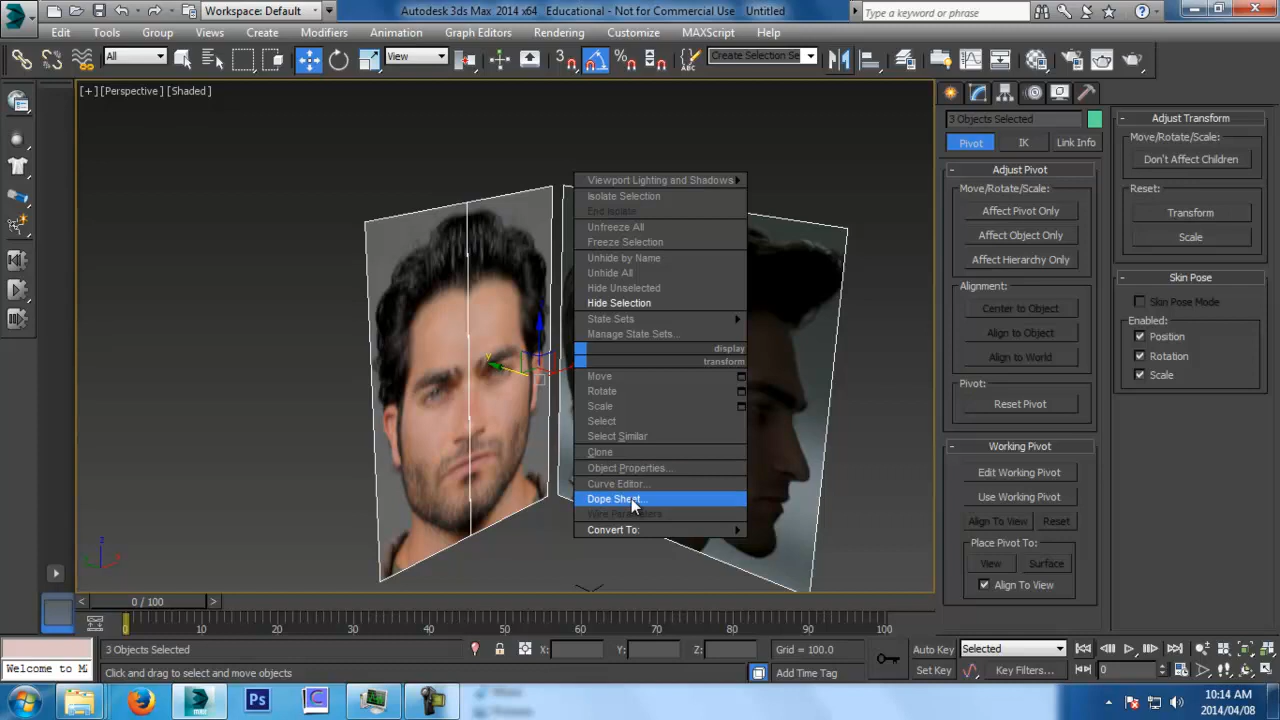 Workspace: Default
Autodesk 3ds Max 2014 x64
Educational - Not for Commercial Use
Untitled
Type a keyword or phrase
Edit
Tools
Group
Views
Create
Modifiers
Animation
Graph Editors
Rendering
Customize
MAXScript
Help
All
View
3
Create Selection Se
[+] [Perspective] [Shaded]
3 Objects Selected
Pivot
IK
Link Info
- Adjust Pivot
Move/Rotate/Scale:
Affect Pivot Only
Affect Object Only
Affect Hierarchy Only
Alignment:
Center to Object
Align to Object
Align to World
Pivot:
Reset Pivot
- Working Pivot
Edit Working Pivot
Use Working Pivot
Align To View
Reset
Place Pivot To:
View
Surface
Align To View
- Adjust Transform
Move/Rotate/Scale:
Don't Affect Children
Reset:
Transform
Scale
- Skin Pose
Skin Pose Mode
Enabled:
Position
Rotation
Scale
Viewport Lighting and Shadows
Isolate Selection
End Isolate
Unfreeze All
Freeze Selection
Unhide by Name
Unhide All
Hide Unselected
Hide Selection
State Sets
Manage State Sets...
display
transform
Move
Rotate
Scale
Select
Select Similar
Clone
Object Properties...
Curve Editor...
Dope Sheet...
Wire Parameters
Convert To:
y
z
x
< 0 / 100 >
0 10 20 30 40 50 60 70 80 90 100
3 Objects Selected
X:
Y:
Z:
Grid = 100.0
Auto Key
Selected
Welcome to M
Click and drag to select and move objects
Add Time Tag
Set Key
Key Filters...
0
Ps
10:14 AM
2014/04/08